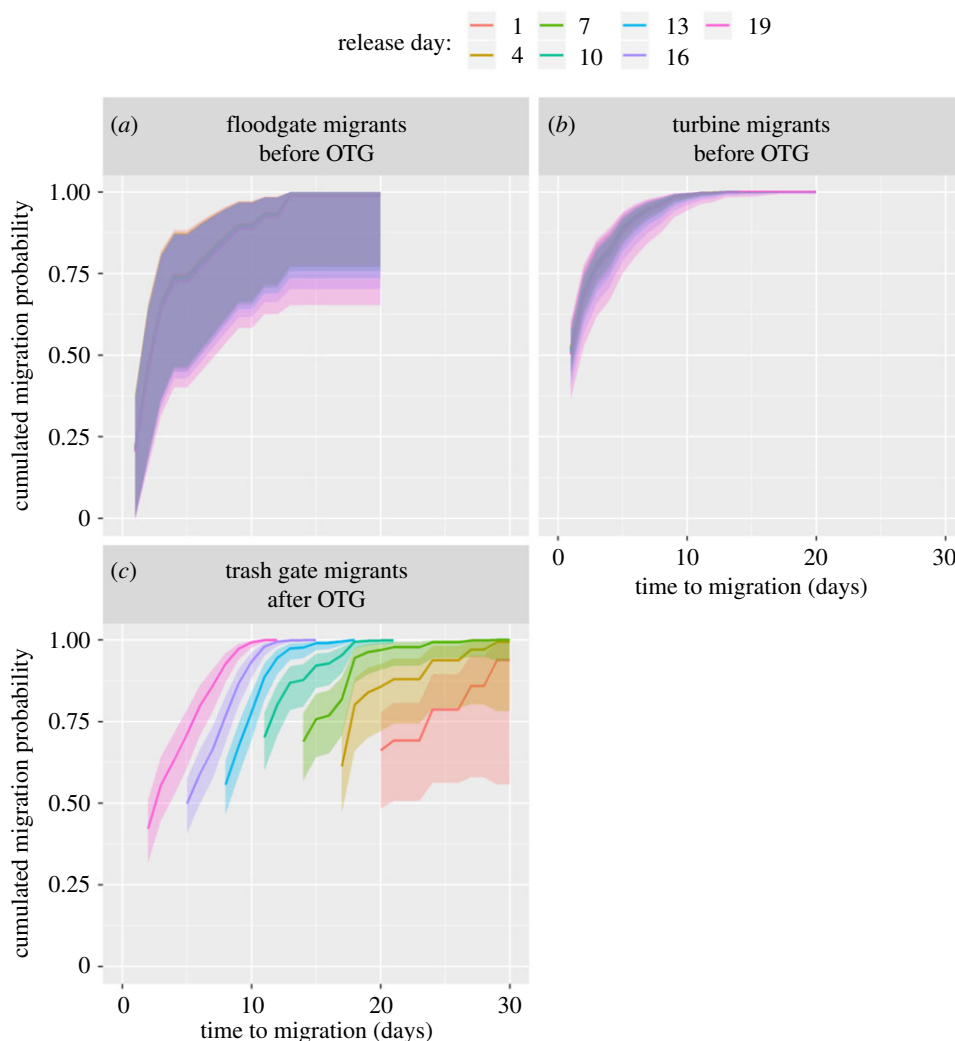 release day: 1 7 13 19
4 10 16
(a) floodgate migrants
before OTG
(b) turbine migrants
before OTG
cumulated migration probability
1.00
0.75
0.50
0.25
0
0 10 20 30
time to migration (days)
(c) trash gate migrants
after OTG
cumulated migration probability
1.00
0.75
0.50
0.25
0
0 10 20 30
time to migration (days)